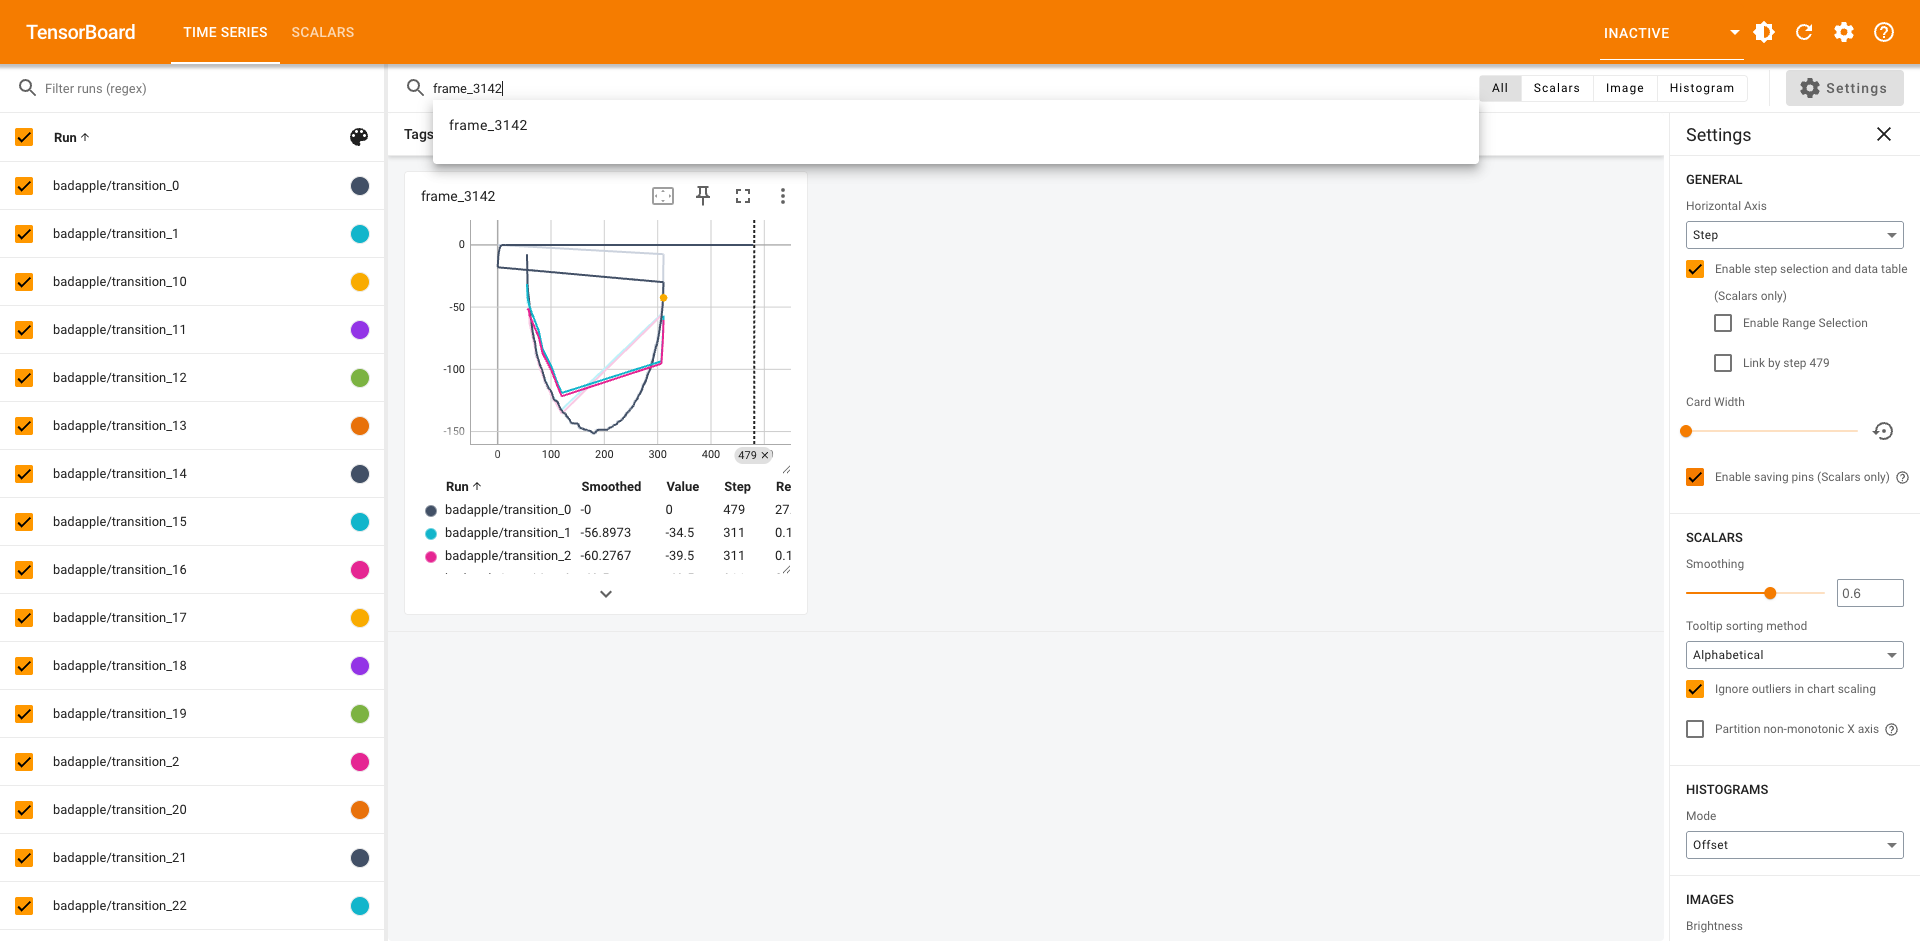 TensorBoard
TIME SERIES
SCALARS
INACTIVE
Filter runs (regex)
frame_3142
All
Scalars
Image
Histogram
Settings
frame_3142
Tags
Run
badapple/transition_0
badapple/transition_1
badapple/transition_10
badapple/transition_11
badapple/transition_12
badapple/transition_13
badapple/transition_14
badapple/transition_15
badapple/transition_16
badapple/transition_17
badapple/transition_18
badapple/transition_19
badapple/transition_2
badapple/transition_20
badapple/transition_21
badapple/transition_22
frame_3142
0
-50
-100
-150
0 100 200 300 400 479
Run Smoothed Value Step Re
badapple/transition_0 -0 0 479 27.
badapple/transition_1 -56.8973 -34.5 311 0.1
badapple/transition_2 -60.2767 -39.5 311 0.1
Settings
GENERAL
Horizontal Axis
Step
Enable step selection and data table
(Scalars only)
Enable Range Selection
Link by step 479
Card Width
Enable saving pins (Scalars only)
SCALARS
Smoothing
0.6
Tooltip sorting method
Alphabetical
Ignore outliers in chart scaling
Partition non-monotonic X axis
HISTOGRAMS
Mode
Offset
IMAGES
Brightness